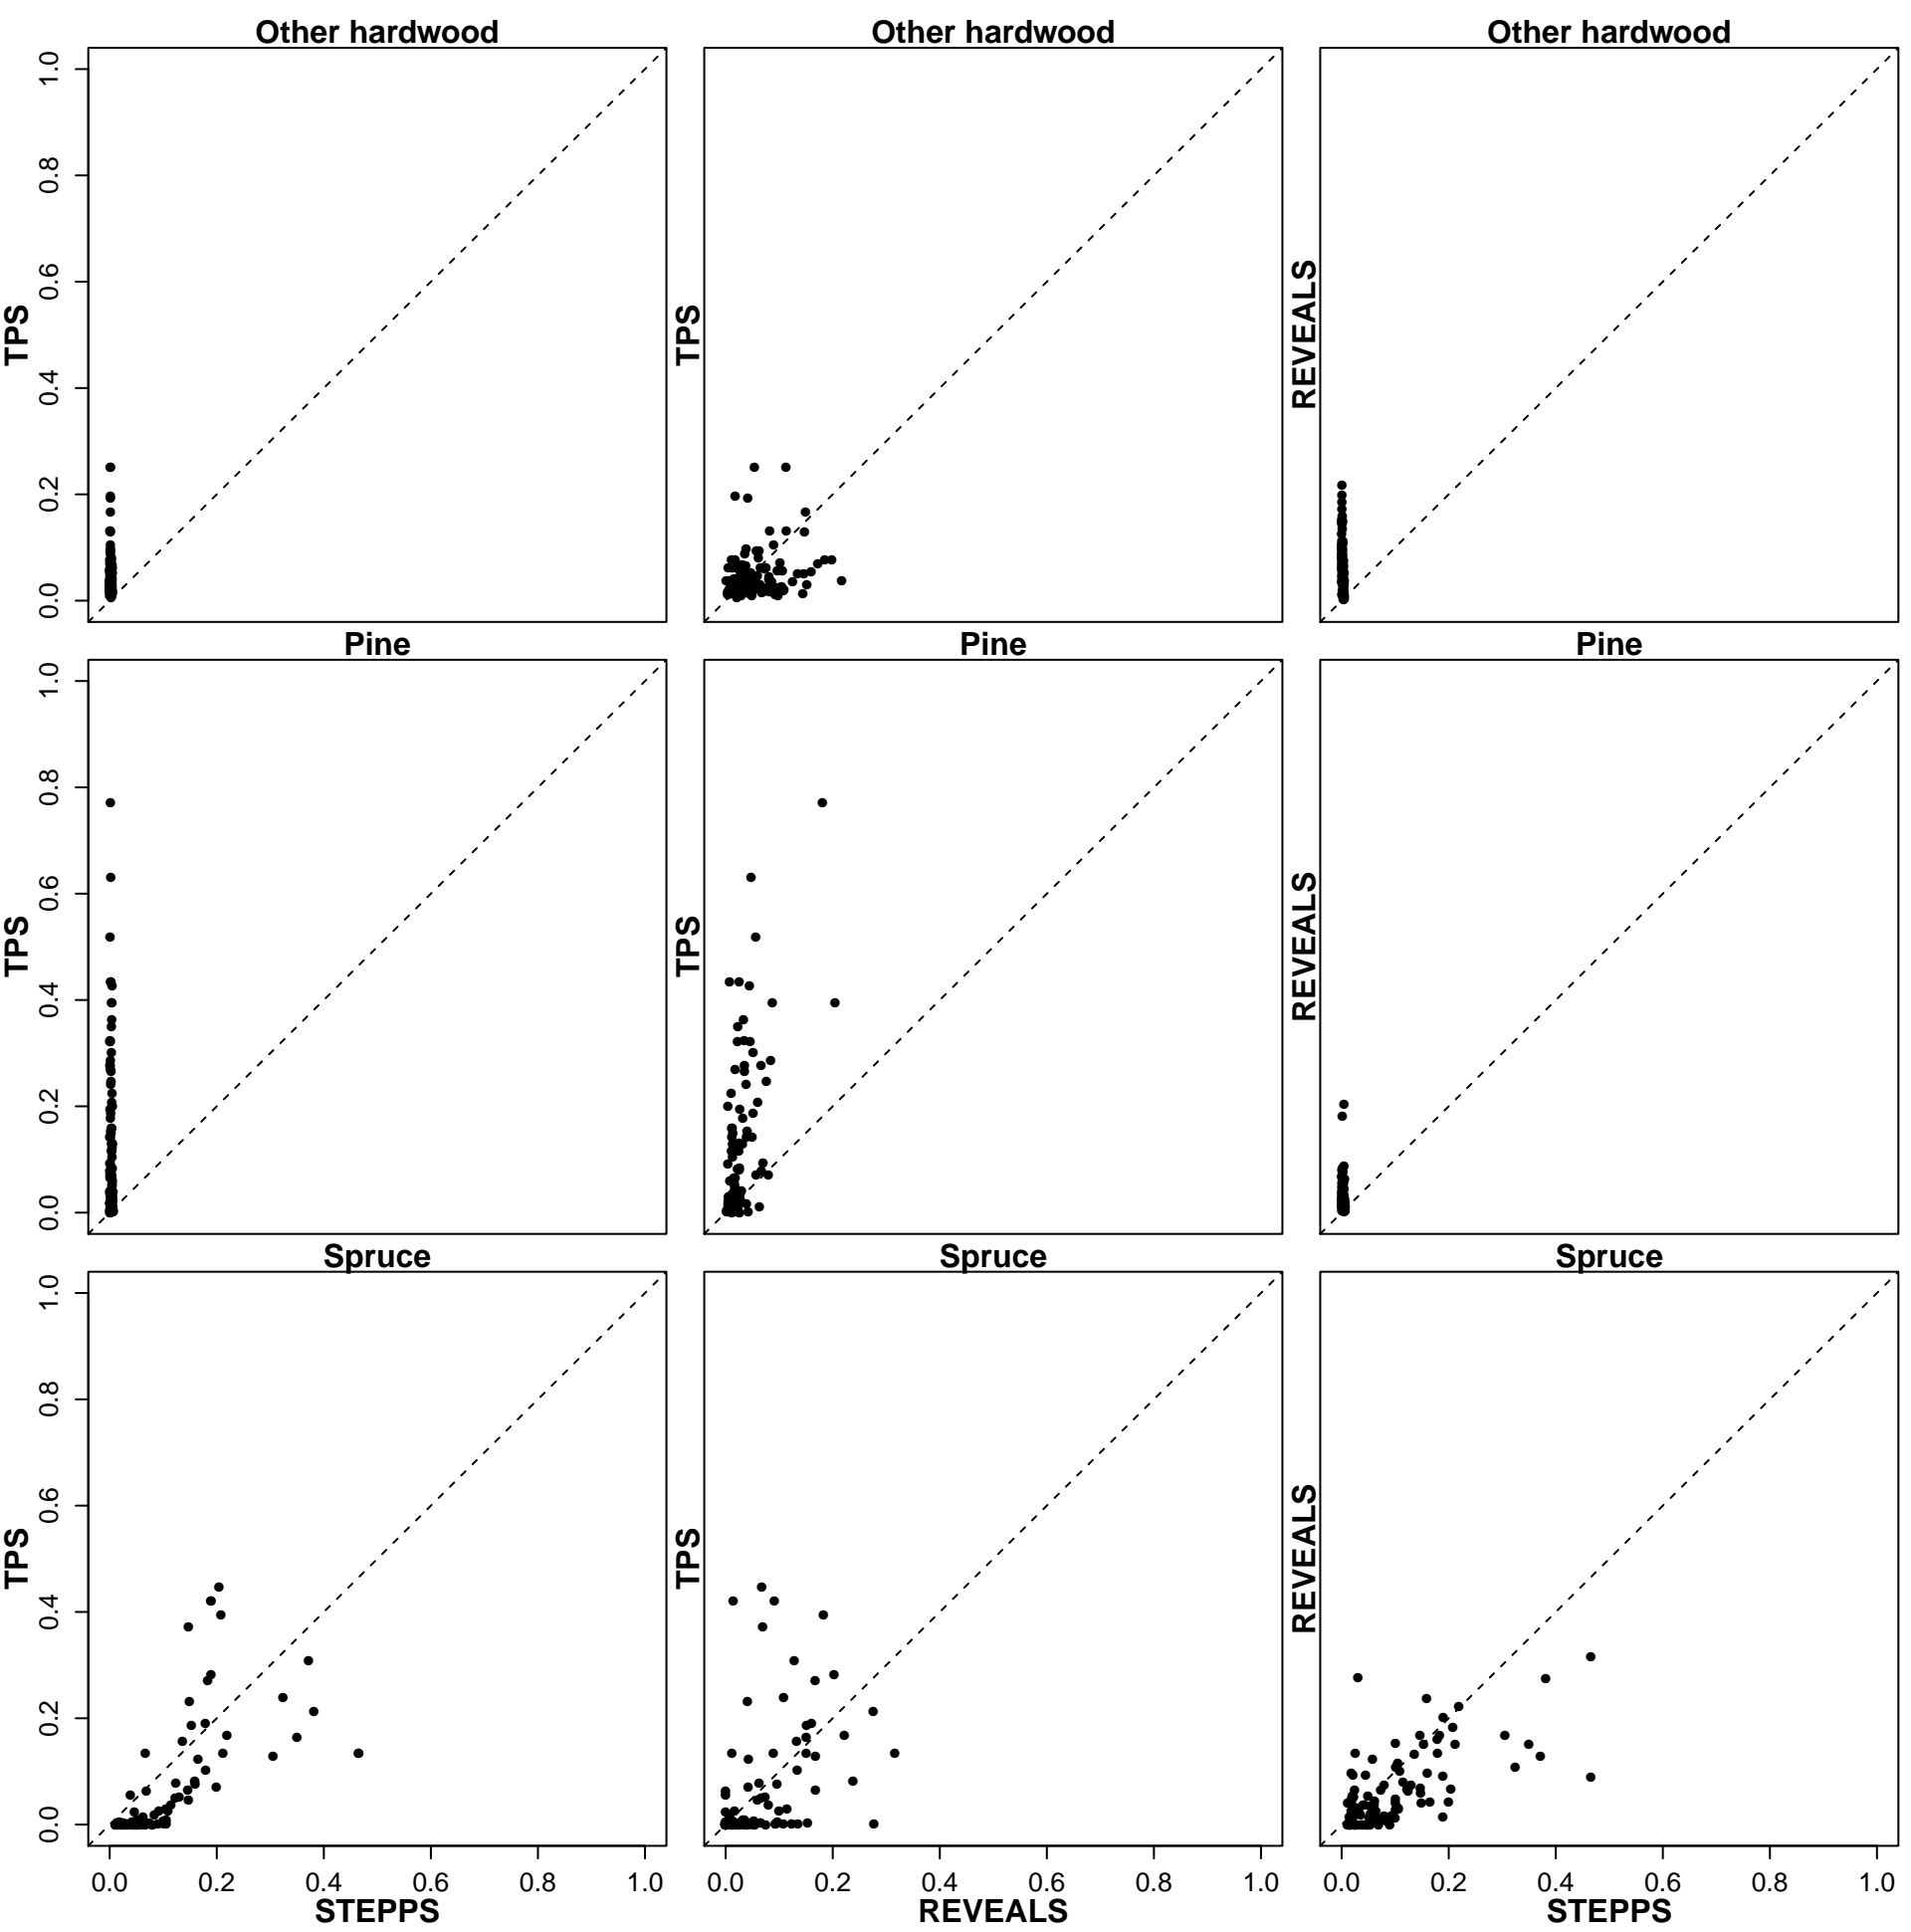 Other hardwood Other hardwood Other hardwood
TPS 0.0 0.2 0.4 0.6 0.8 1.0
TPS
REVEALS
Pine Pine Pine
TPS 0.0 0.2 0.4 0.6 0.8 1.0
TPS
REVEALS
Spruce Spruce Spruce
TPS 0.0 0.2 0.4 0.6 0.8 1.0
TPS
REVEALS
0.0 0.2 0.4 0.6 0.8 1.0 0.0 0.2 0.4 0.6 0.8 1.0 0.0 0.2 0.4 0.6 0.8 1.0
STEPPS REVEALS STEPPS